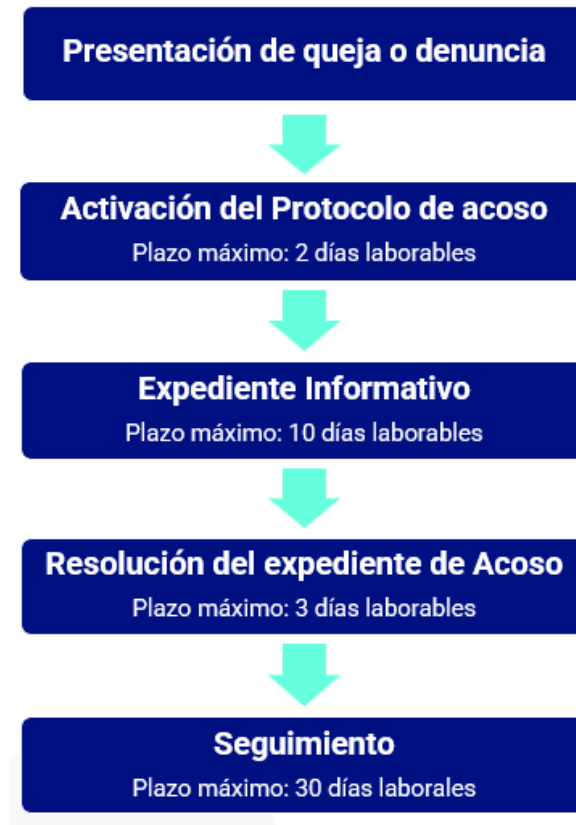 Presentación de queja o denuncia
Activación del Protocolo de acoso
Plazo máximo: 2 días laborables
Expediente Informativo
Plazo máximo: 10 días laborables
Resolución del expediente de Acoso
Plazo máximo: 3 días laborables
Seguimiento
Plazo máximo: 30 días laborales